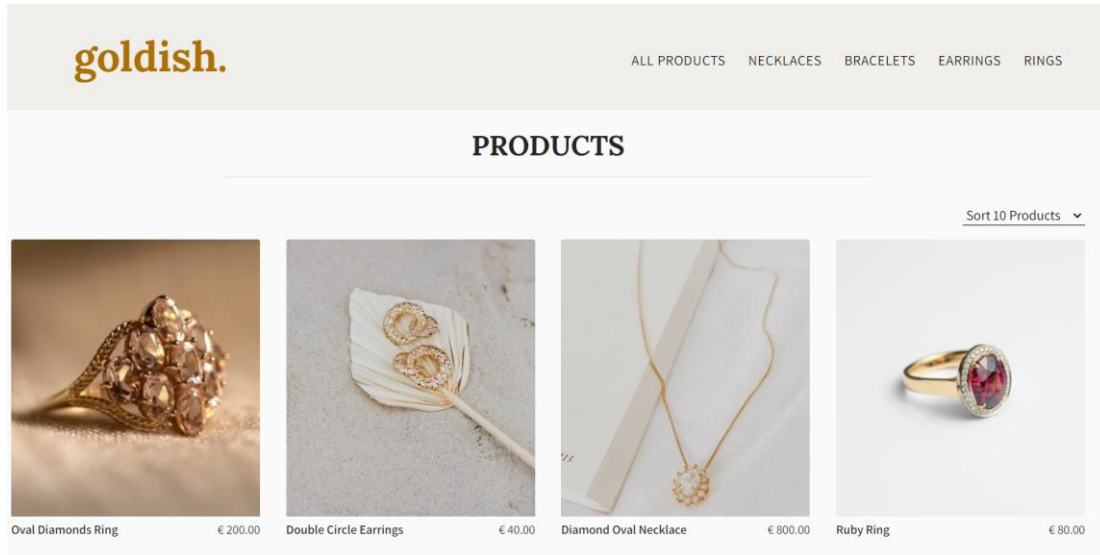 goldish.
ALL PRODUCTS NECKLACES BRACELETS EARRINGS RINGS
PRODUCTS
Sort 10 Products
Oval Diamonds Ring € 200.00
Double Circle Earrings € 40.00
Diamond Oval Necklace € 800.00
Ruby Ring € 80.00